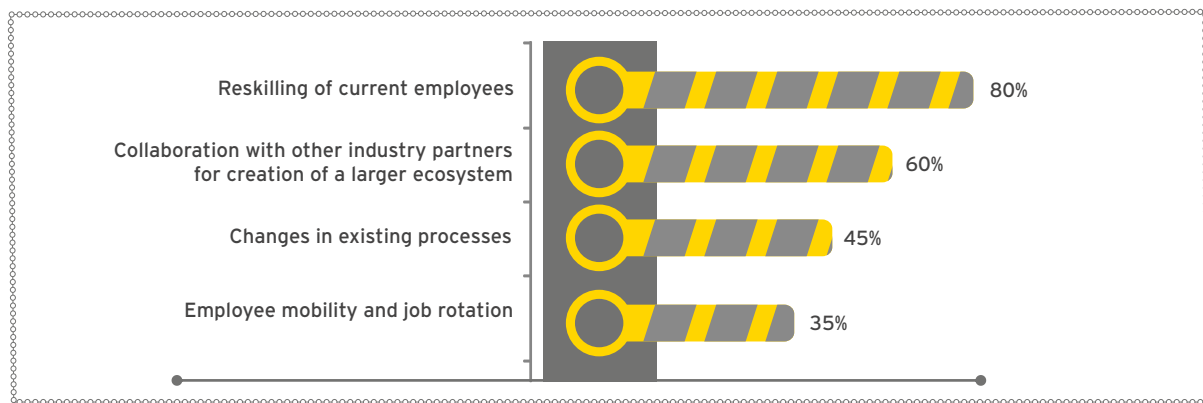 Reskilling of current employees
80%
Collaboration with other industry partners
for creation of a larger ecosystem
60%
Changes in existing processes
45%
Employee mobility and job rotation
35%